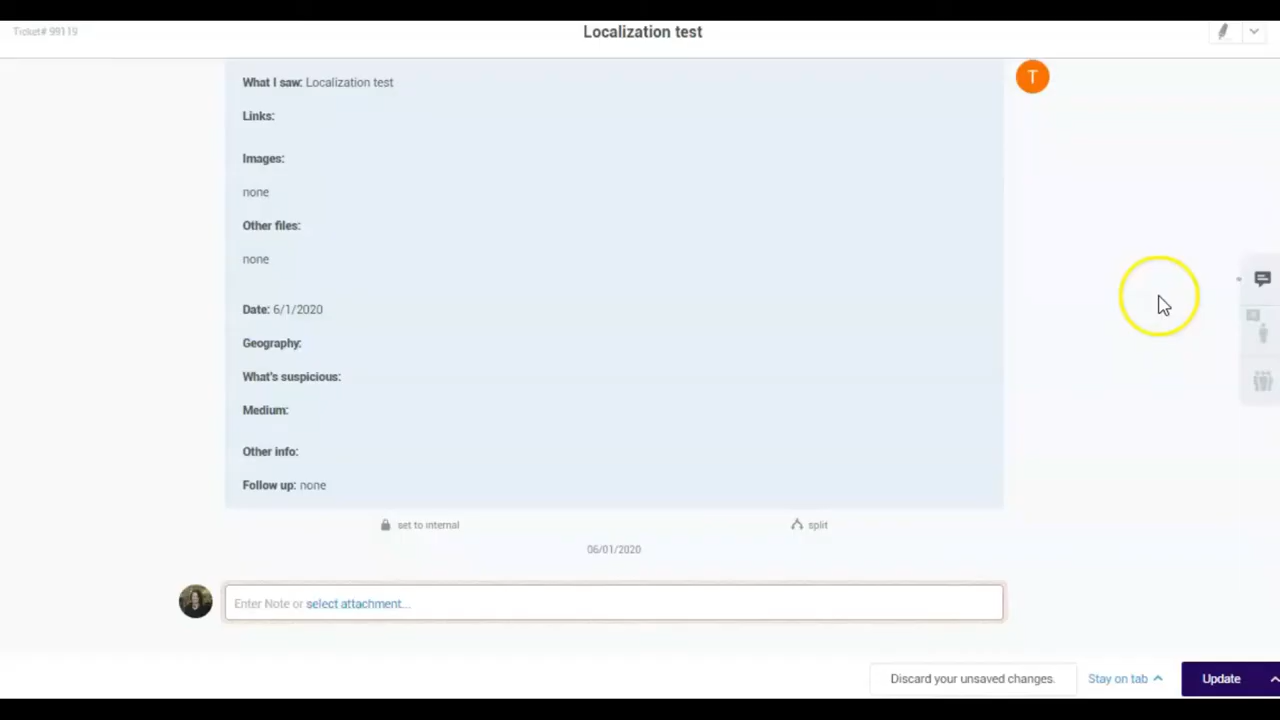 Ticket# 99119
Localization test
What I saw: Localization test
T
Links:
Images:
none
Other files:
none
Date: 6/1/2020
Geography:
What's suspicious:
Medium:
Other info:
Follow up: none
set to internal
split
06/01/2020
Enter Note or select attachment...
Discard your unsaved changes.
Stay on tab
Update